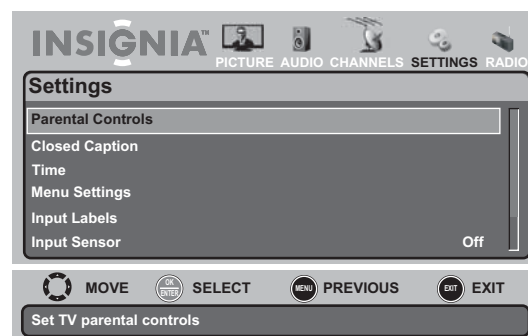 INSIGNIA™
PICTURE AUDIO CHANNELS SETTINGS RADIO
Settings
Parental Controls
Closed Caption
Time
Menu Settings
Input Labels
Input Sensor Off
MOVE OK ENTER SELECT MENU PREVIOUS EXIT EXIT
Set TV parental controls